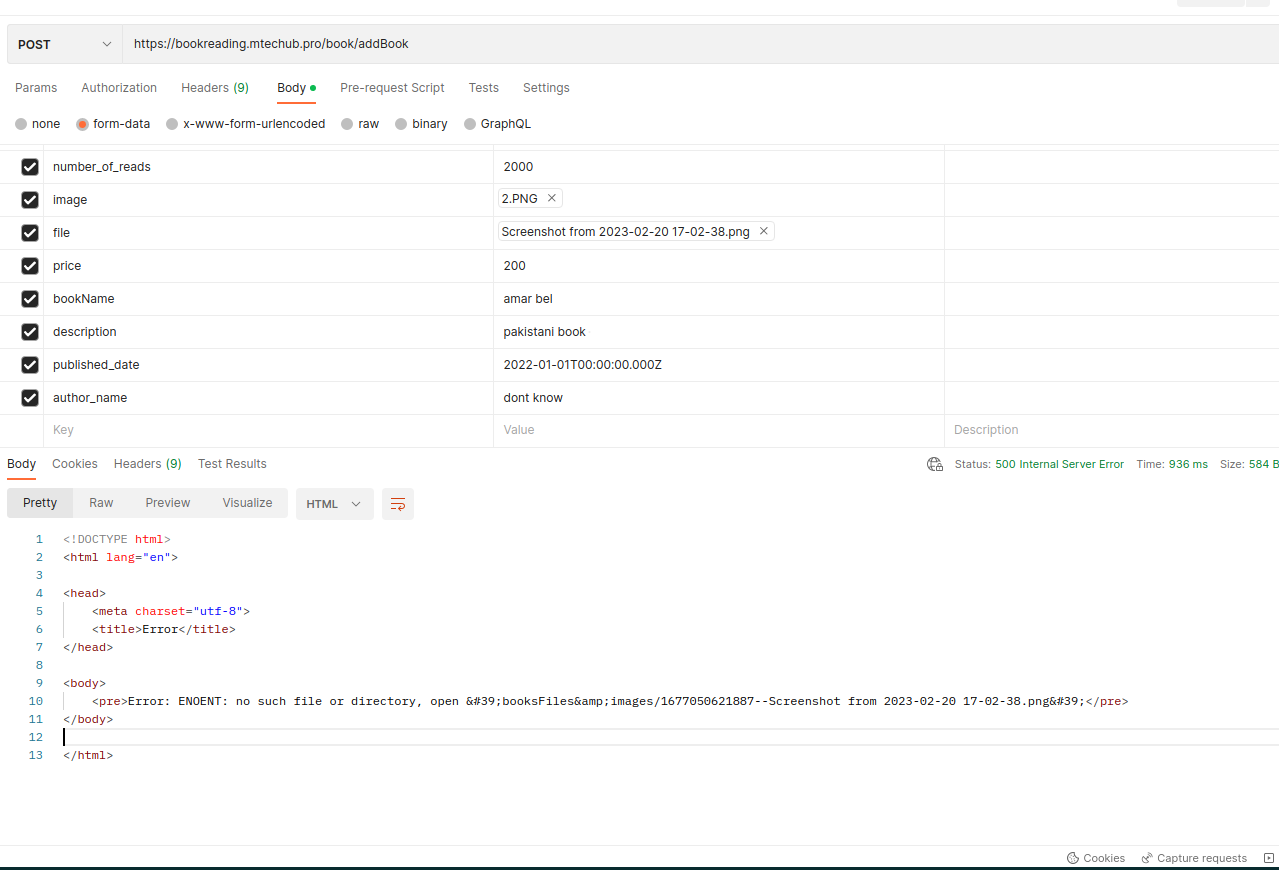 POST https://bookreading.mtechub.pro/book/addBook
Params Authorization Headers (9) Body Pre-request Script Tests Settings
none form-data x-www-form-urlencoded raw binary GraphQL
number_of_reads 2000
image 2.PNG
file Screenshot from 2023-02-20 17-02-38.png
price 200
bookName amar bel
description pakistani book
published_date 2022-01-01T00:00:00.000Z
author_name dont know
Key Value Description
Body Cookies Headers (9) Test Results Status: 500 Internal Server Error Time: 936 ms Size: 584 B
Pretty Raw Preview Visualize HTML
1 <!DOCTYPE html>
2 <html lang="en">
3
4 <head>
5 <meta charset="utf-8">
6 <title>Error</title>
7 </head>
8
9 <body>
10 <pre>Error: ENOENT: no such file or directory, open &#39;booksFiles&amp;images/1677050621887--Screenshot from 2023-02-20 17-02-38.png&#39;</pre>
11 </body>
12
13 </html>
Cookies Capture requests